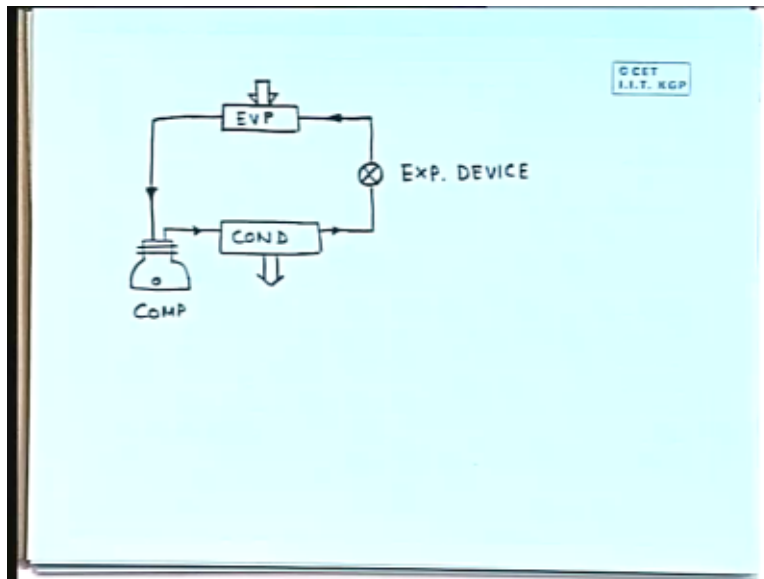 © CET
I.I.T. KGP
EVP
EXP. DEVICE
COND
COMP